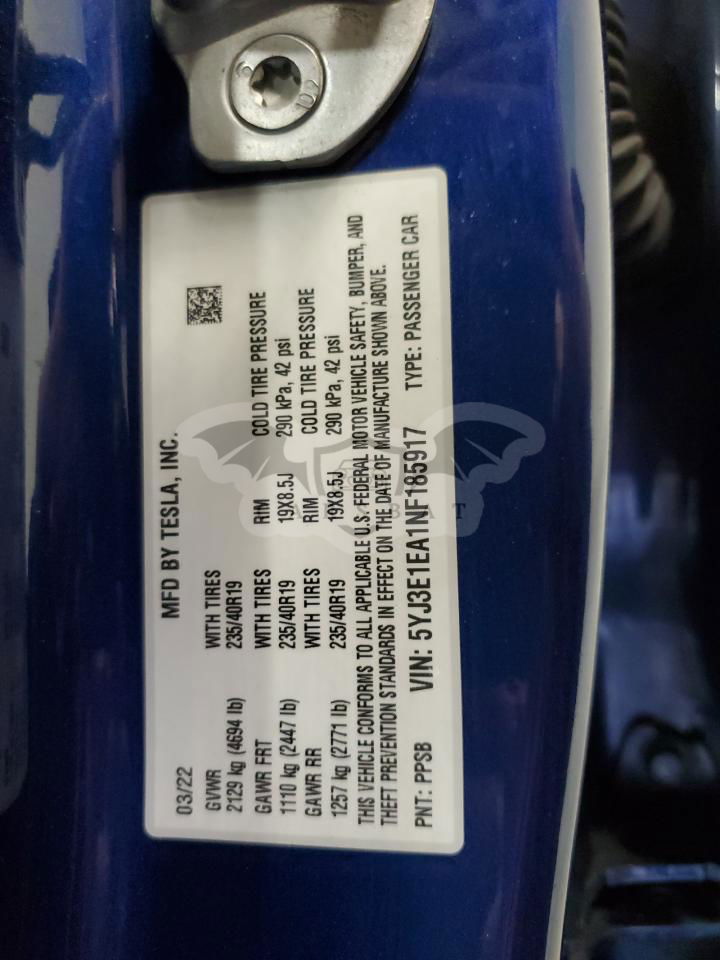 MFD BY TESLA, INC.
03/22
GVWR WITH TIRES
2129 kg (4694 lb) 235/40R19
GAWR FRT WITH TIRES RIM COLD TIRE PRESSURE
1110 kg (2447 lb) 235/40R19 19X8.5J 290 kPa, 42 psi
GAWR RR WITH TIRES RIM COLD TIRE PRESSURE
1257 kg (2771 lb) 235/40R19 19X8.5J 290 kPa, 42 psi
THIS VEHICLE CONFORMS TO ALL APPLICABLE U.S. FEDERAL MOTOR VEHICLE SAFETY, BUMPER, AND
THEFT PREVENTION STANDARDS IN EFFECT ON THE DATE OF MANUFACTURE SHOWN ABOVE.
PNT: PPSB VIN: 5YJ3E1EA1NF185917 TYPE: PASSENGER CAR